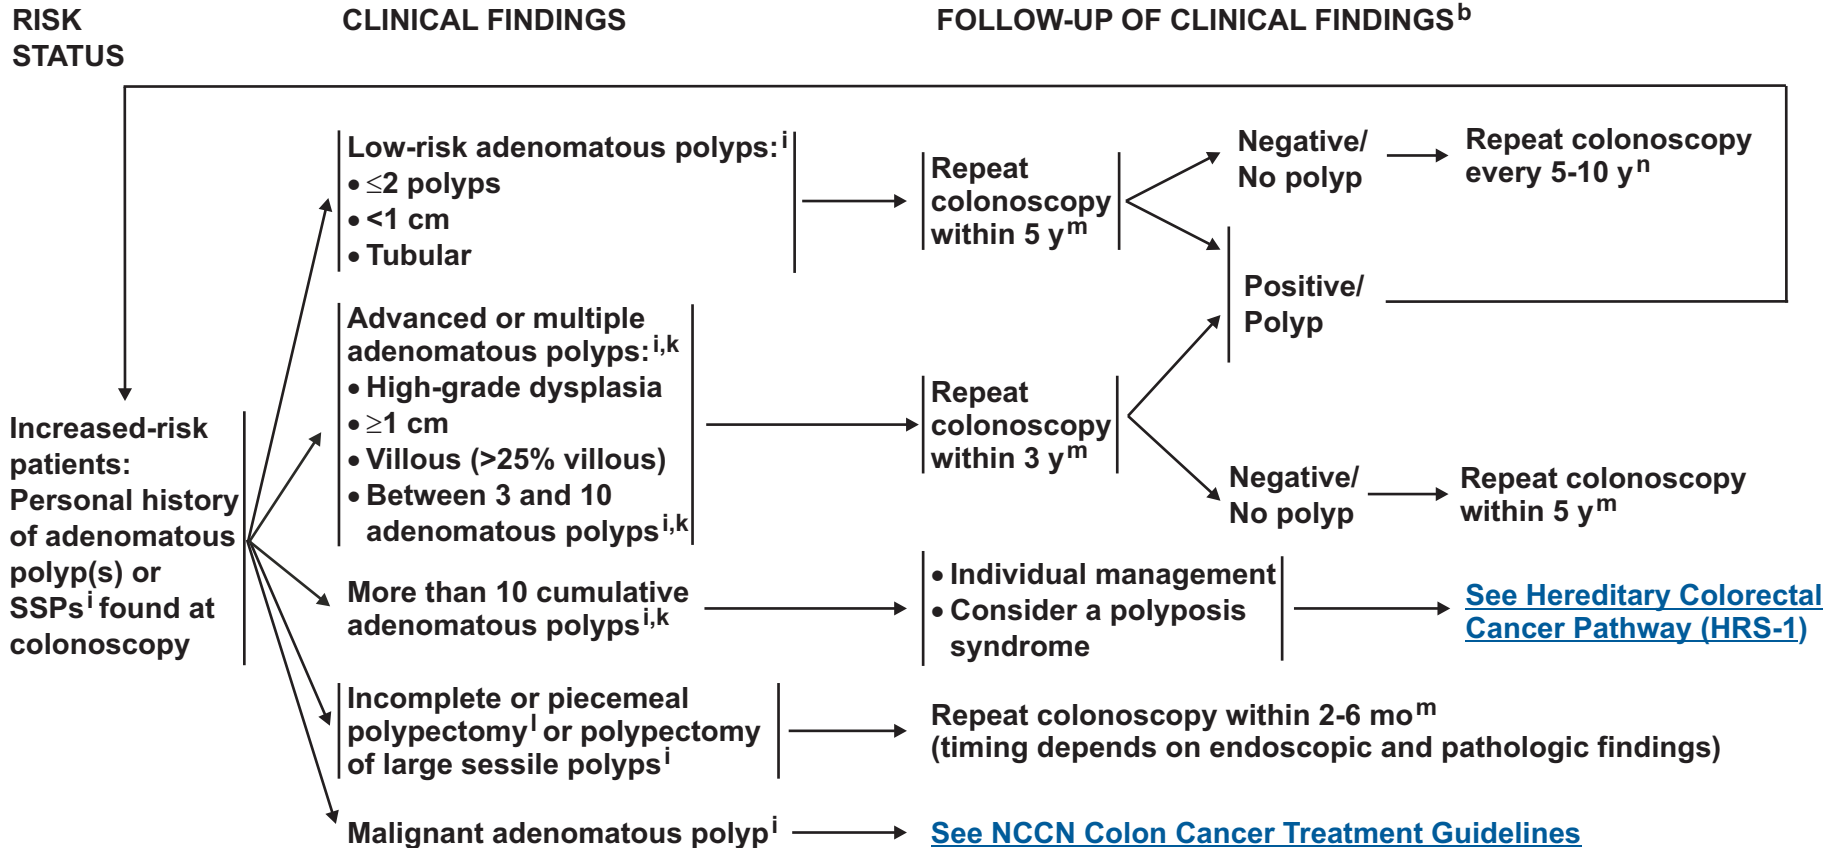 RISK
STATUS
CLINICAL FINDINGS
FOLLOW-UP OF CLINICAL FINDINGS b
Increased-risk
patients:
Personal history
of adenomatous
polyp(s) or
SSPs j found at
colonoscopy
Low-risk adenomatous polyps: i
• ≤2 polyps
• <1 cm
• Tubular
Repeat
colonoscopy
within 5 y m
Negative/
No polyp
Repeat colonoscopy
every 5-10 y n
Positive/
Polyp
Advanced or multiple
adenomatous polyps: i,k
• High-grade dysplasia
• ≥1 cm
• Villous (>25% villous)
• Between 3 and 10
adenomatous polyps i,k
Repeat
colonoscopy
within 3 y m
Negative/
No polyp
Repeat colonoscopy
within 5 y m
More than 10 cumulative
adenomatous polyps i,k
• Individual management
• Consider a polyposis
syndrome
See Hereditary Colorectal
Cancer Pathway (HRS-1)
Incomplete or piecemeal
polypectomy l or polypectomy
of large sessile polyps i
Repeat colonoscopy within 2-6 mo m
(timing depends on endoscopic and pathologic findings)
Malignant adenomatous polyp i
See NCCN Colon Cancer Treatment Guidelines